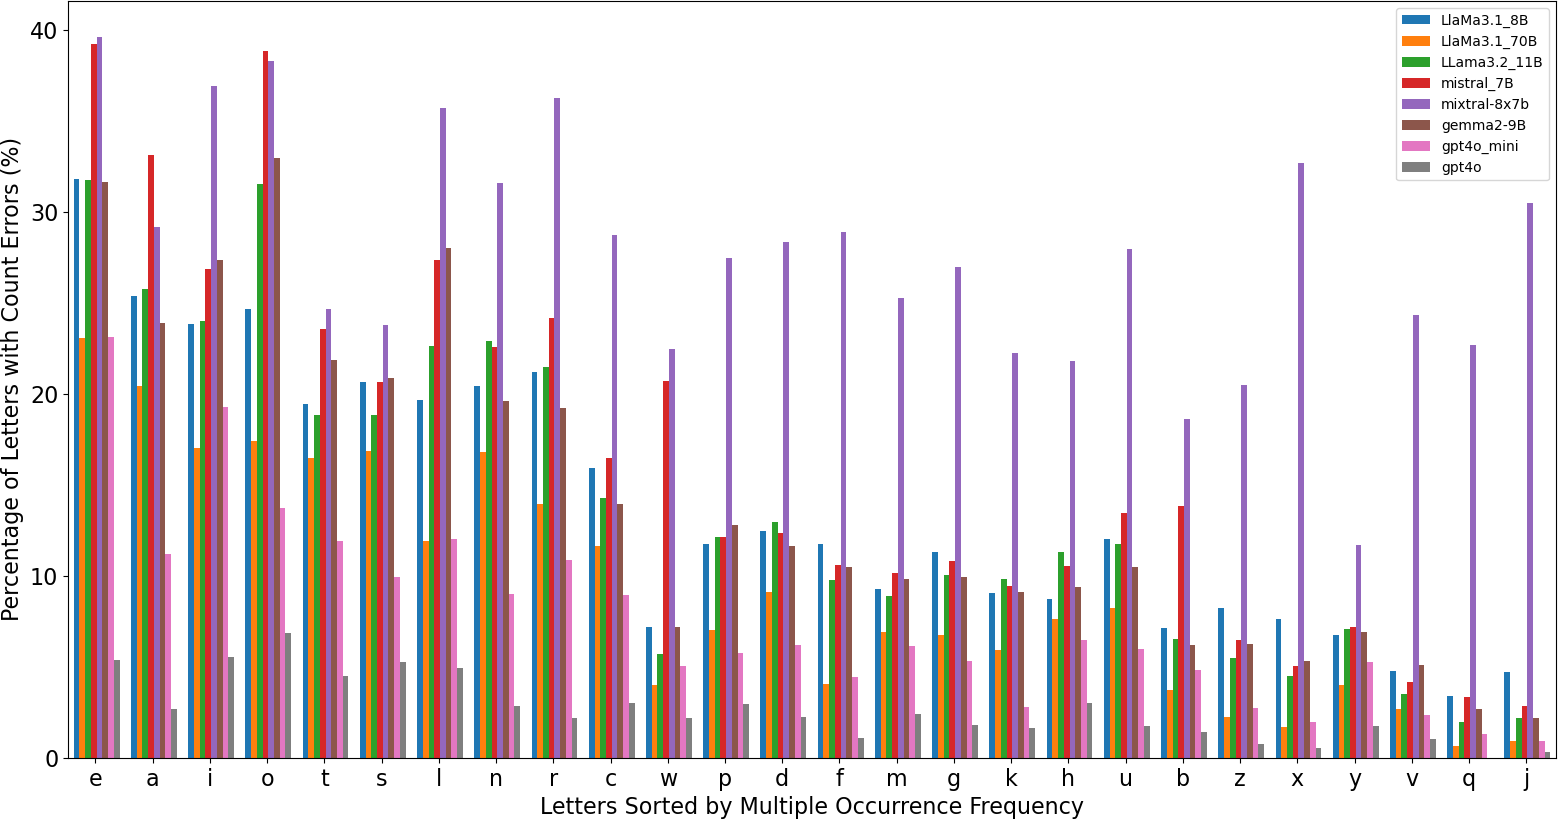 Percentage of Letters with Count Errors (%)
40
30
20
10
0
LlaMa3.1_8B
LlaMa3.1_70B
LLama3.2_11B
mistral_7B
mixtral-8x7b
gemma2-9B
gpt4o_mini
gpt4o
e a i o t s l n r c w p d f m g k h u b z x y v q j
Letters Sorted by Multiple Occurrence Frequency